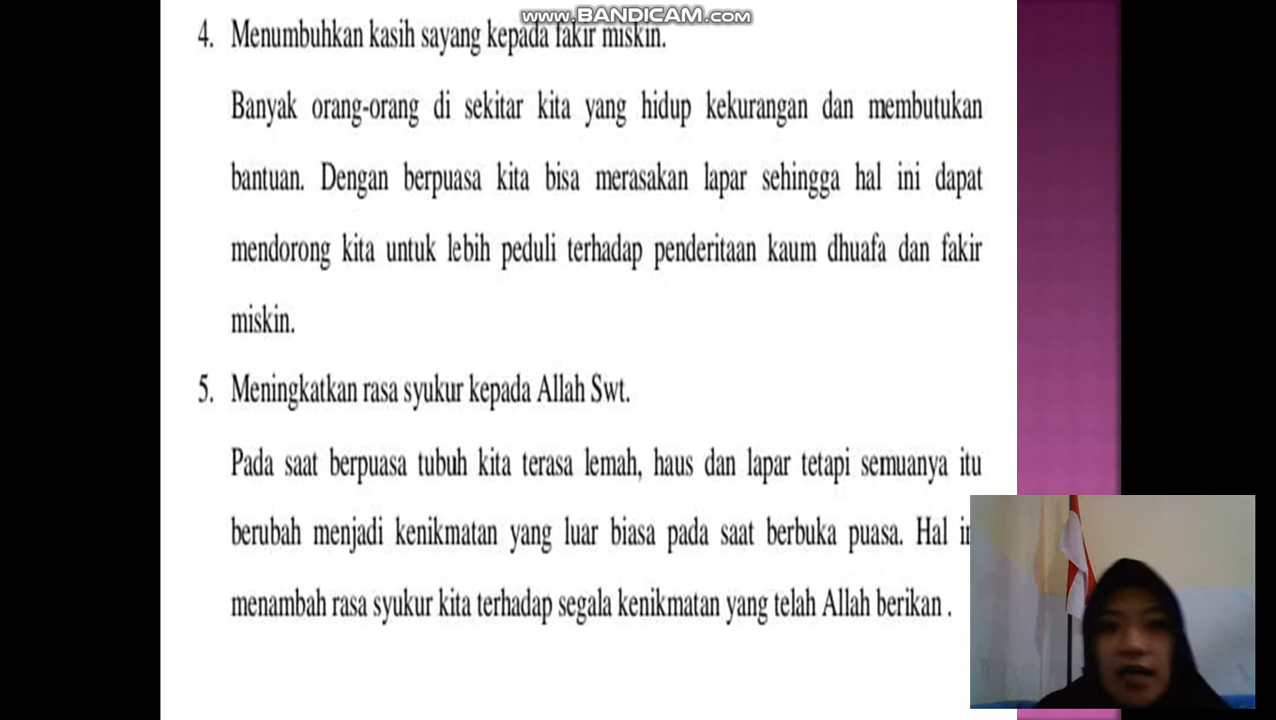 www.BANDICAM.com
4. Menumbuhkan kasih sayang kepada fakir miskin.
Banyak orang-orang di sekitar kita yang hidup kekurangan dan membutukan
bantuan. Dengan berpuasa kita bisa merasakan lapar sehingga hal ini dapat
mendorong kita untuk lebih peduli terhadap penderitaan kaum dhuafa dan fakir
miskin.
5. Meningkatkan rasa syukur kepada Allah Swt.
Pada saat berpuasa tubuh kita terasa lemah, haus dan lapar tetapi semuanya itu
berubah menjadi kenikmatan yang luar biasa pada saat berbuka puasa. Hal
menambah rasa syukur kita terhadap segala kenikmatan yang telah Allah berikan .